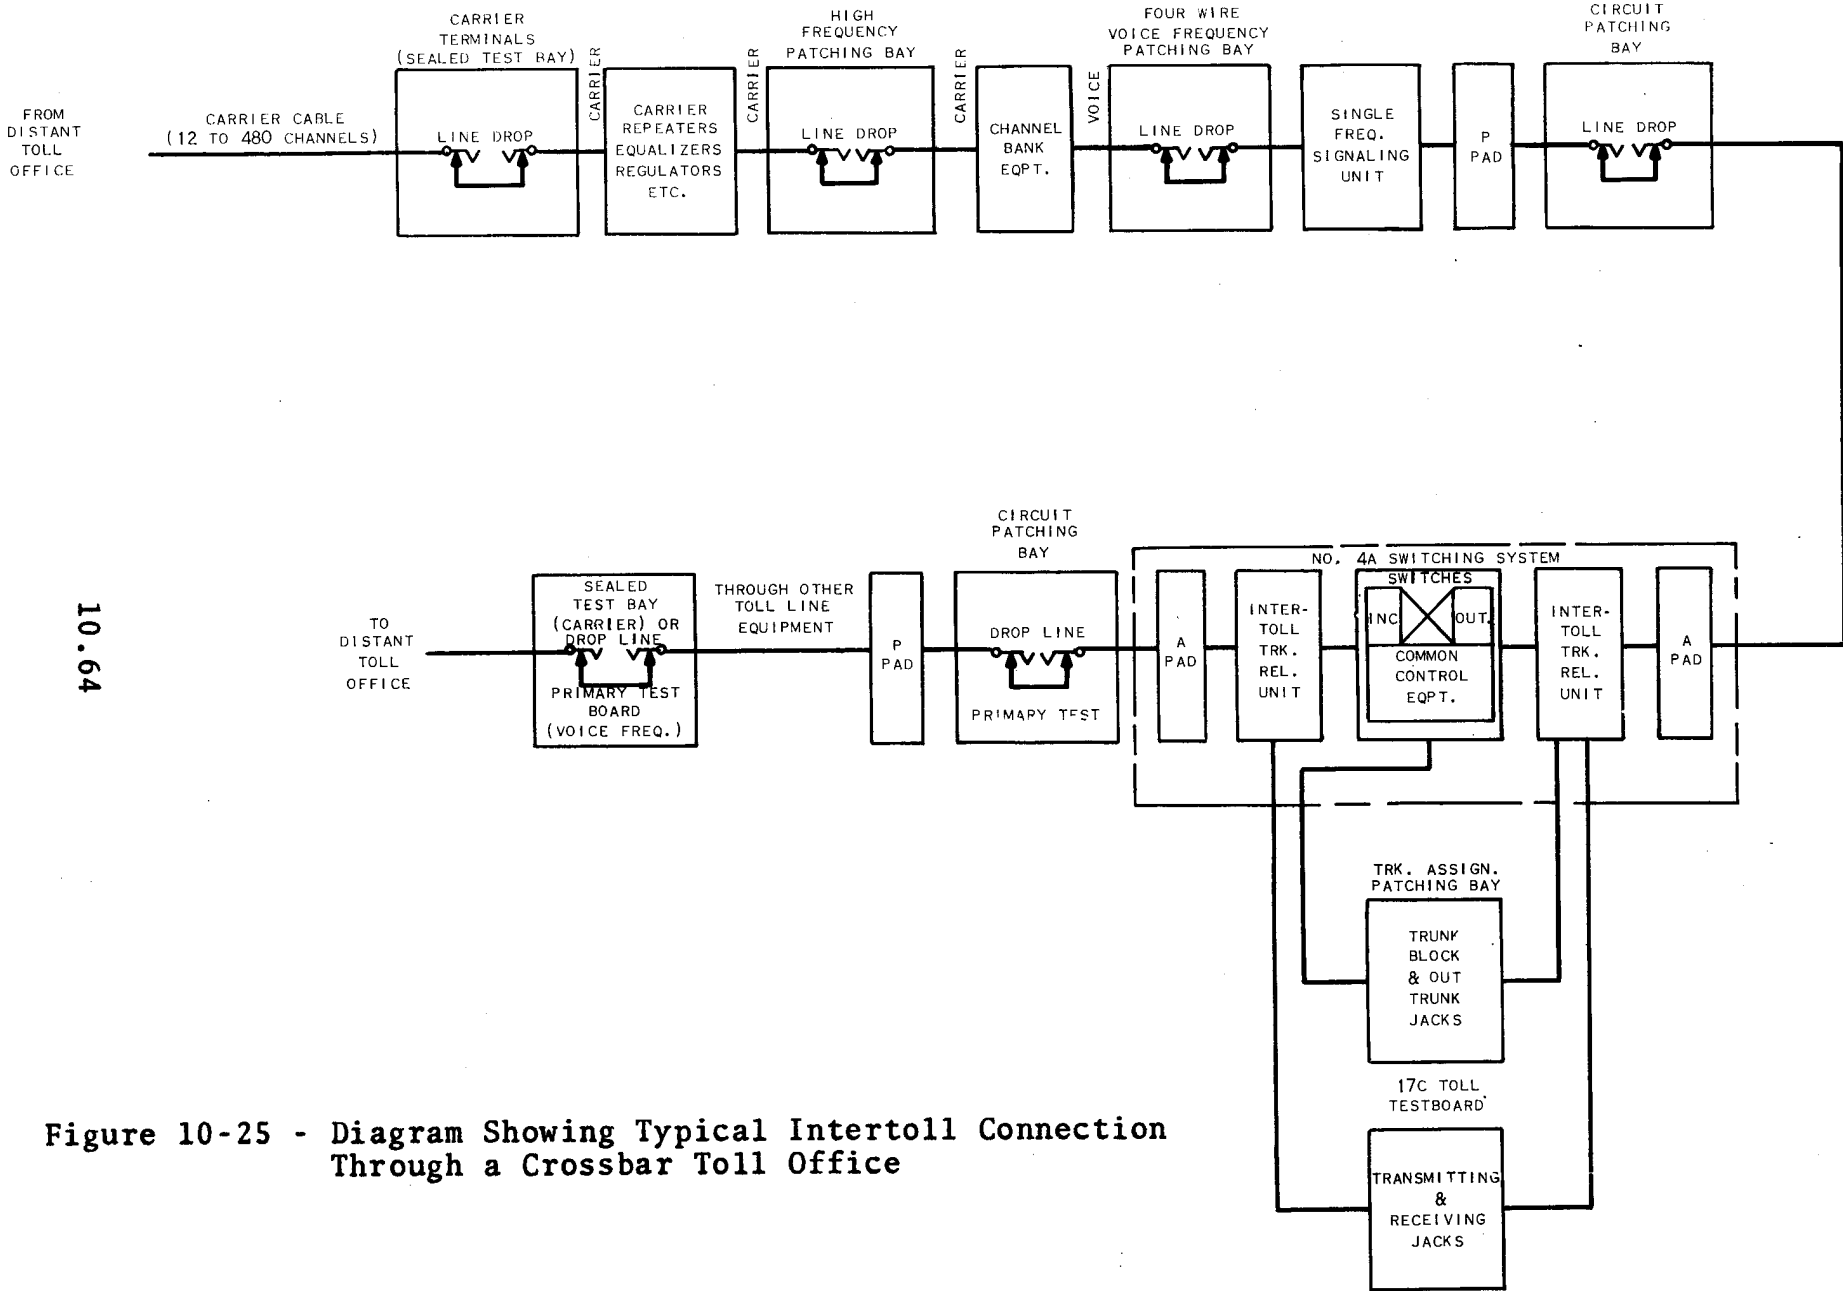 CARRIER
TERMINALS
(SEALED TEST BAY)
HIGH
FREQUENCY
PATCHING BAY
FOUR WIRE
VOICE FREQUENCY
PATCHING BAY
CIRCUIT
PATCHING
BAY
FROM
DISTANT
TOLL
OFFICE
CARRIER CABLE
(12 TO 480 CHANNELS)
LINE DROP
CARRIER
CARRIER
REPEATERS
EQUALIZERS
REGULATORS
ETC.
CARRIER
LINE DROP
CARRIER
CHANNEL
BANK
EQPT.
VOICE
LINE DROP
SINGLE
FREQ.
SIGNALING
UNIT
P
PAD
LINE DROP
TO
DISTANT
TOLL
OFFICE
SEALED
TEST BAY
(CARRIER) OR
DROP LINE
PRIMARY TEST
BOARD
(VOICE FREQ.)
THROUGH OTHER
TOLL LINE
EQUIPMENT
P
PAD
CIRCUIT
PATCHING
BAY
DROP LINE
PRIMARY TEST
NO. 4A SWITCHING SYSTEM
A
PAD
INTER-
TOLL
TRK.
REL.
UNIT
SWITCHES
INC
OUT.
COMMON
CONTROL
EQPT.
INTER-
TOLL
TRK.
REL.
UNIT
A
PAD
TRK. ASSIGN.
PATCHING BAY
TRUNK
BLOCK
& OUT
TRUNK
JACKS
17C TOLL
TESTBOARD
TRANSMITTING
&
RECEIVING
JACKS
10.64
Figure 10-25 - Diagram Showing Typical Intertoll Connection
Through a Crossbar Toll Office